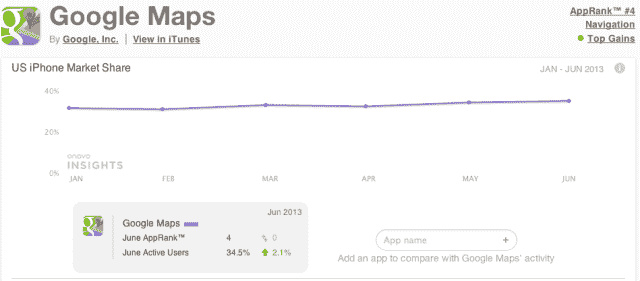 Google Maps
By Google, Inc. | View in iTunes
AppRank™ #4
Navigation
Top Gains
US iPhone Market Share
JAN - JUN 2013
40%
20%
0%
onavo
INSIGHTS
JAN FEB MAR APR MAY JUN
Jun 2013
Google Maps
June AppRank™ 4 0
June Active Users 34.5% 2.1%
App name +
Add an app to compare with Google Maps' activity